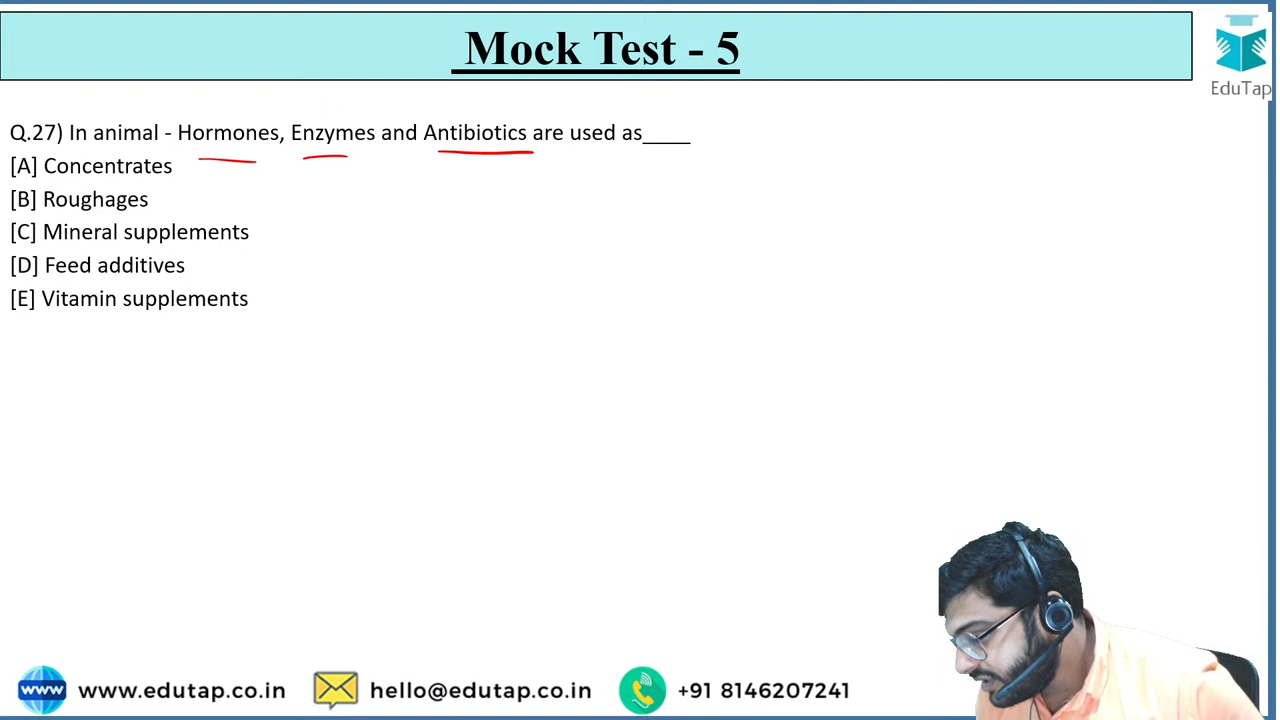 Mock Test - 5
EduTap
Q.27) In animal - Hormones, Enzymes and Antibiotics are used as____
[A] Concentrates
[B] Roughages
[C] Mineral supplements
[D] Feed additives
[E] Vitamin supplements
www www.edutap.co.in hello@edutap.co.in +91 8146207241